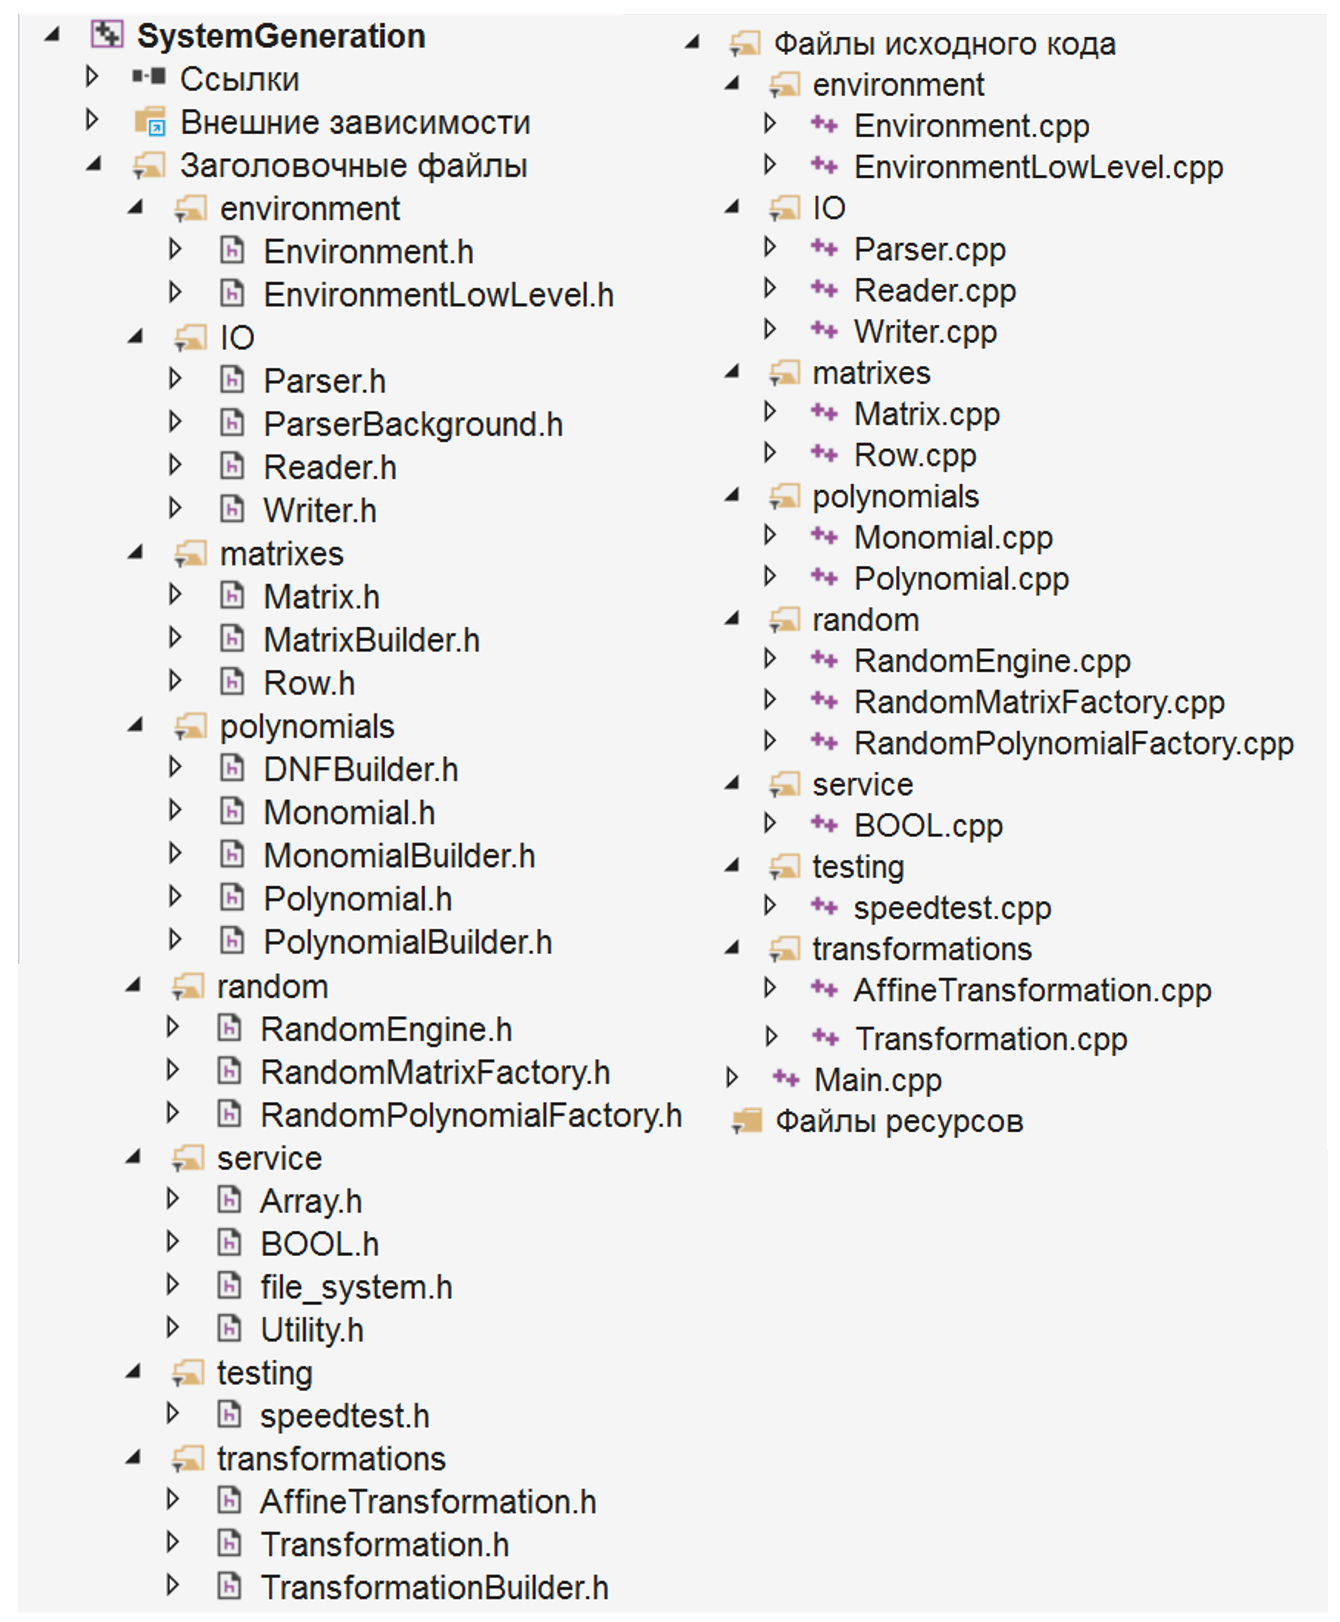 SystemGeneration
Ссылки
Внешние зависимости
Заголовочные файлы
environment
Environment.h
EnvironmentLowLevel.h
IO
Parser.h
ParserBackground.h
Reader.h
Writer.h
matrixes
Matrix.h
MatrixBuilder.h
Row.h
polynomials
DNFBuilder.h
Monomial.h
MonomialBuilder.h
Polynomial.h
PolynomialBuilder.h
random
RandomEngine.h
RandomMatrixFactory.h
RandomPolynomialFactory.h
service
Array.h
BOOL.h
file_system.h
Utility.h
testing
speedtest.h
transformations
AffineTransformation.h
Transformation.h
TransformationBuilder.h
Файлы исходного кода
environment
Environment.cpp
EnvironmentLowLevel.cpp
IO
Parser.cpp
Reader.cpp
Writer.cpp
matrixes
Matrix.cpp
Row.cpp
polynomials
Monomial.cpp
Polynomial.cpp
random
RandomEngine.cpp
RandomMatrixFactory.cpp
RandomPolynomialFactory.cpp
service
BOOL.cpp
testing
speedtest.cpp
transformations
AffineTransformation.cpp
Transformation.cpp
Main.cpp
Файлы ресурсов